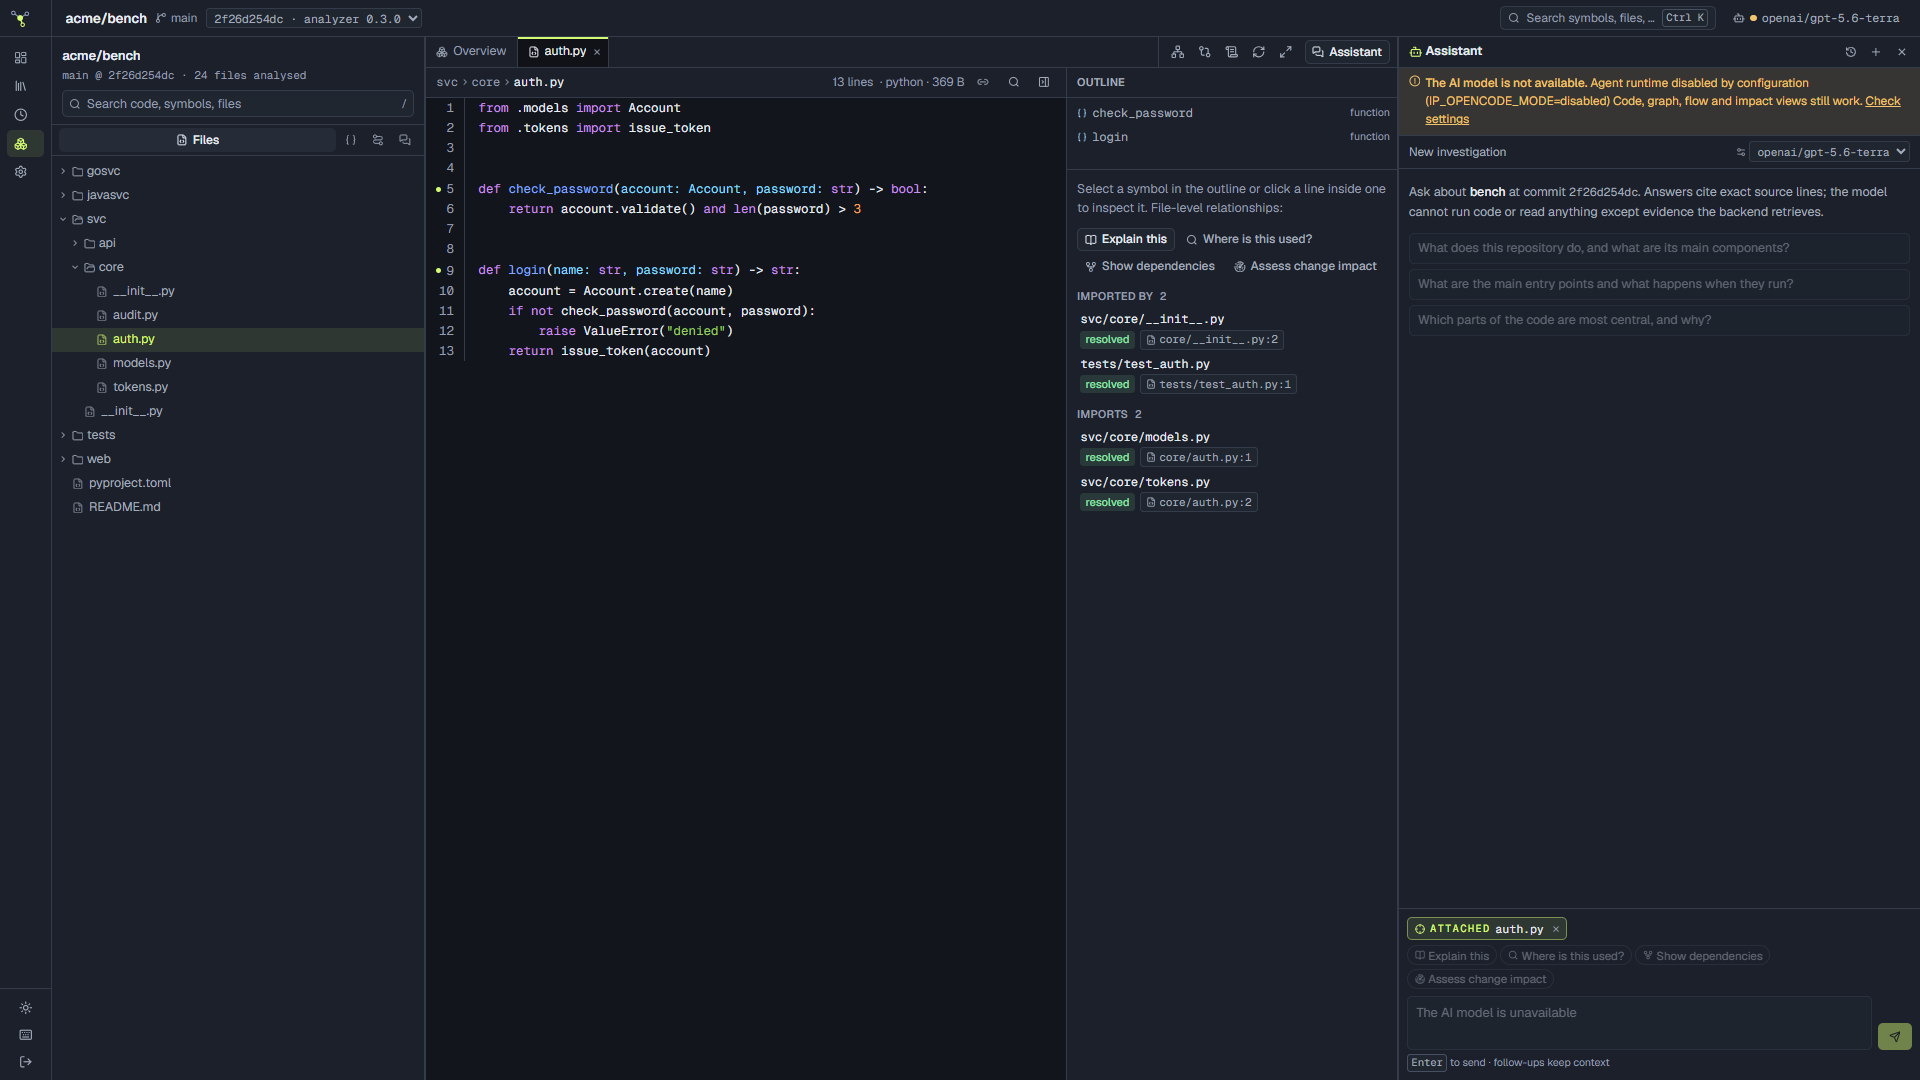 acme/bench main 2f26d254dc · analyzer 0.3.0
Search symbols, files, … Ctrl K openai/gpt-5.6-terra
acme/bench
main @ 2f26d254dc · 24 files analysed
Search code, symbols, files /
Files
gosvc
javasvc
svc
api
core
__init__.py
audit.py
auth.py
models.py
tokens.py
__init__.py
tests
web
pyproject.toml
README.md
Overview auth.py ×
Assistant
svc › core › auth.py 13 lines · python · 369 B
1 from .models import Account
2 from .tokens import issue_token
3
4
5 def check_password(account: Account, password: str) -> bool:
6 return account.validate() and len(password) > 3
7
8
9 def login(name: str, password: str) -> str:
10 account = Account.create(name)
11 if not check_password(account, password):
12 raise ValueError("denied")
13 return issue_token(account)
OUTLINE
check_password function
login function
Select a symbol in the outline or click a line inside one
to inspect it. File-level relationships:
Explain this Where is this used?
Show dependencies Assess change impact
IMPORTED BY 2
svc/core/__init__.py
resolved core/__init__.py:2
tests/test_auth.py
resolved tests/test_auth.py:1
IMPORTS 2
svc/core/models.py
resolved core/auth.py:1
svc/core/tokens.py
resolved core/auth.py:2
Assistant
The AI model is not available. Agent runtime disabled by configuration
(IP_OPENCODE_MODE=disabled) Code, graph, flow and impact views still work. Check
settings
New investigation openai/gpt-5.6-terra
Ask about bench at commit 2f26d254dc. Answers cite exact source lines; the model
cannot run code or read anything except evidence the backend retrieves.
What does this repository do, and what are its main components?
What are the main entry points and what happens when they run?
Which parts of the code are most central, and why?
ATTACHED auth.py ×
Explain this Where is this used? Show dependencies
Assess change impact
The AI model is unavailable
Enter to send · follow-ups keep context